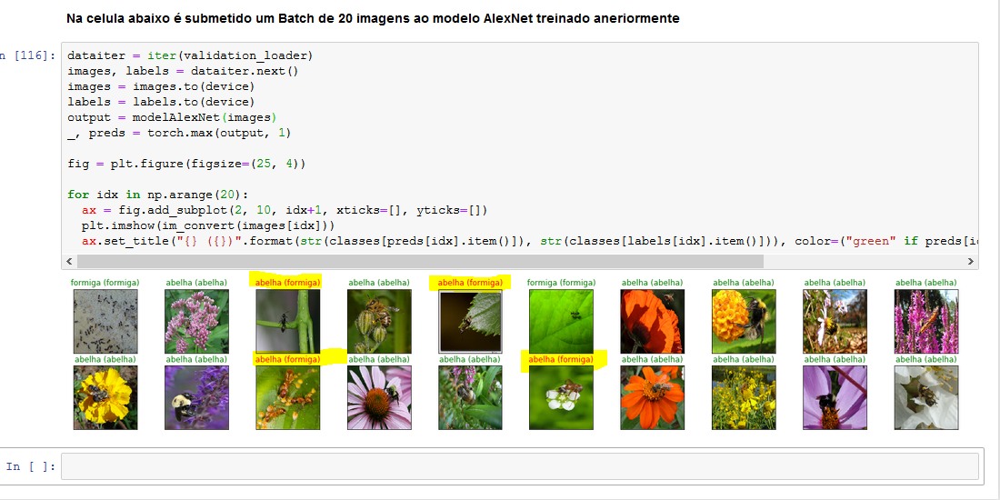 Na celula abaixo é submetido um Batch de 20 imagens ao modelo AlexNet treinado aneriormente
n [116]:
dataiter = iter(validation_loader)
images, labels = dataiter.next()
images = images.to(device)
labels = labels.to(device)
output = modelAlexNet(images)
_, preds = torch.max(output, 1)
fig = plt.figure(figsize=(25, 4))
for idx in np.arange(20):
ax = fig.add_subplot(2, 10, idx+1, xticks=[], yticks=[])
plt.imshow(im_convert(images[idx]))
ax.set_title("{} ({})".format(str(classes[preds[idx].item()]), str(classes[labels[idx].item()])), color=("green" if preds[i
formiga (formiga) abelha (abelha) abelha (formiga) abelha (abelha) abelha (formiga) formiga (formiga) abelha (abelha) abelha (abelha) abelha (abelha) abelha (abelha)
abelha (abelha) abelha (abelha) abelha (formiga) abelha (abelha) abelha (abelha) abelha (formiga) abelha (abelha) abelha (abelha) abelha (abelha) abelha (abelha)
In [ ]: